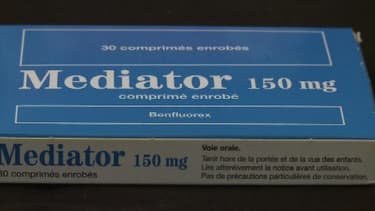 30 comprimés enrobés
Mediator 150 mg
comprimé enrobé
Benfluorex
Mediator 150 mg
30 comprimés enrobés
Voie orale.
Tenir hors de la portée et de la vue des enfants.
Lire attentivement la notice avant utilisation.
Pas de précautions particulières de conservation.